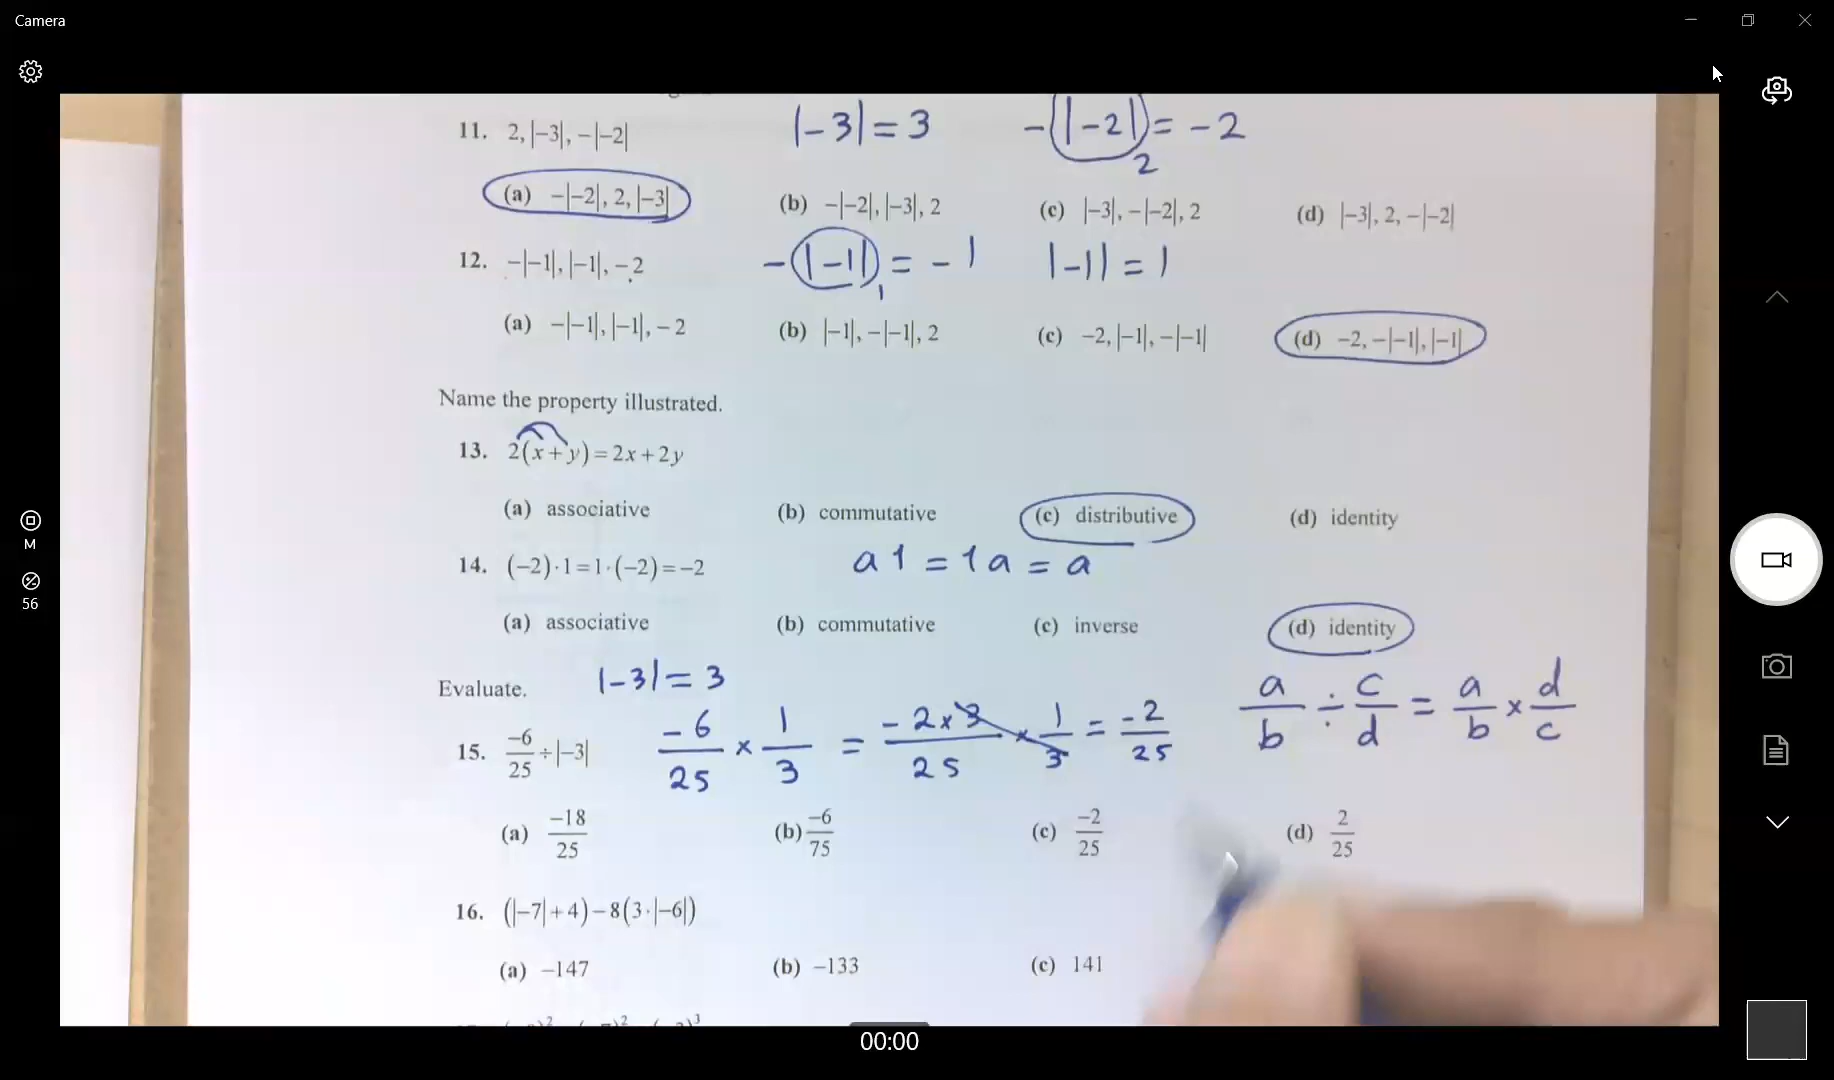 Camera
11. 2, |−3|, −|−2|
|-3| = 3
-|-2| = -2
2
(a) −|−2|, 2, |−3|
(b) −|−2|, |−3|, 2
(c) |−3|, −|−2|, 2
(d) |−3|, 2, −|−2|
12. −|−1|, |−1|, −2
-|-1| = -1
1
|-1| = 1
(a) −|−1|, |−1|, −2
(b) |−1|, −|−1|, 2
(c) −2, |−1|, −|−1|
(d) −2, −|−1|, |−1|
Name the property illustrated.
13. 2(x+y)=2x+2y
(a) associative
(b) commutative
(c) distributive
(d) identity
14. (−2)·1=1·(−2)=−2
a1 = 1a = a
(a) associative
(b) commutative
(c) inverse
(d) identity
Evaluate.
|-3| = 3
15. −6/25 ÷ |−3|
-6/25 × 1/3 = -2×3/25 × 1/3 = -2/25
a/b ÷ c/d = a/b × d/c
(a) −18/25
(b) −6/75
(c) −2/25
(d) 2/25
16. (|−7|+4)−8(3·|−6|)
(a) −147
(b) −133
(c) 141
M
56
00:00